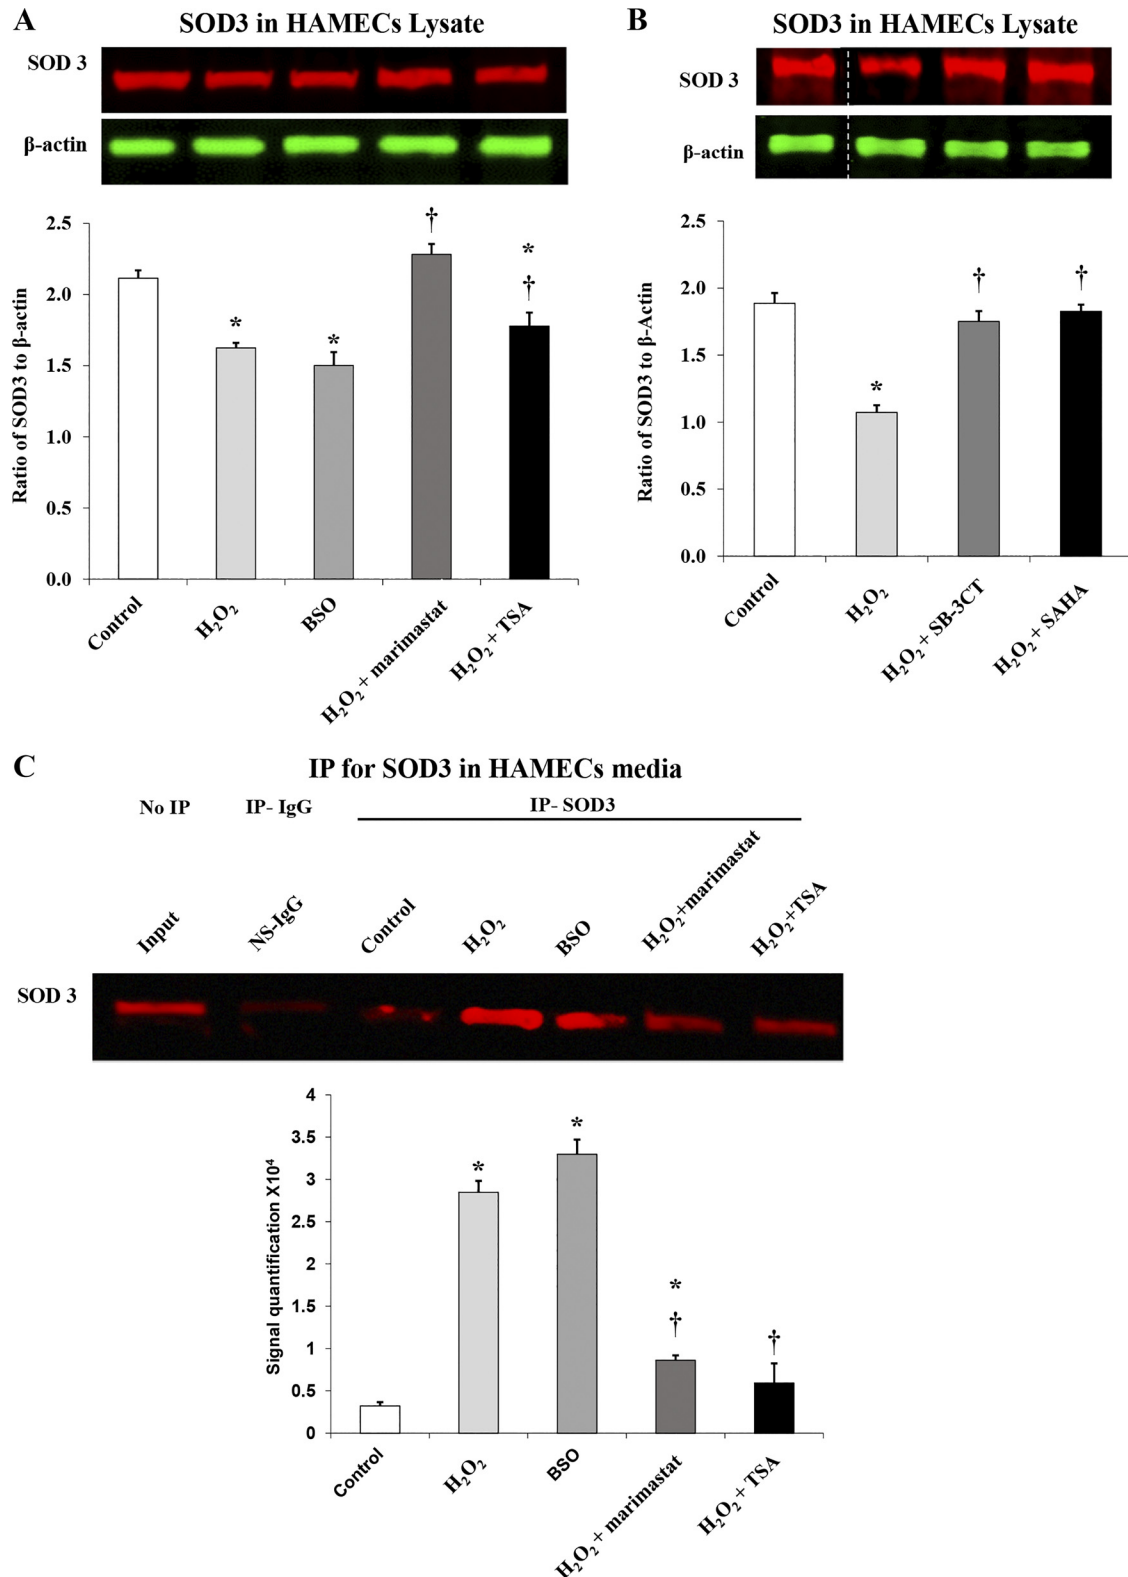 A
SOD3 in HAMECs Lysate
SOD 3
β-actin
Ratio of SOD3 to β-actin
2.5
2.0
1.5
1.0
0.5
0.0
*
*
†
*
†
Control
H₂O₂
BSO
H₂O₂ + marimastat
H₂O₂ + TSA
B
SOD3 in HAMECs Lysate
SOD 3
β-actin
Ratio of SOD3 to β-Actin
2.5
2.0
1.5
1.0
0.5
0.0
*
†
†
Control
H₂O₂
H₂O₂ + SB-3CT
H₂O₂ + SAHA
C
IP for SOD3 in HAMECs media
No IP
IP- IgG
IP- SOD3
Input
NS-IgG
Control
H₂O₂
BSO
H₂O₂+marimastat
H₂O₂+TSA
SOD 3
Signal quantification X10⁴
4
3.5
3
2.5
2
1.5
1
0.5
0
*
*
*
†
†
Control
H₂O₂
BSO
H₂O₂ + marimastat
H₂O₂ + TSA